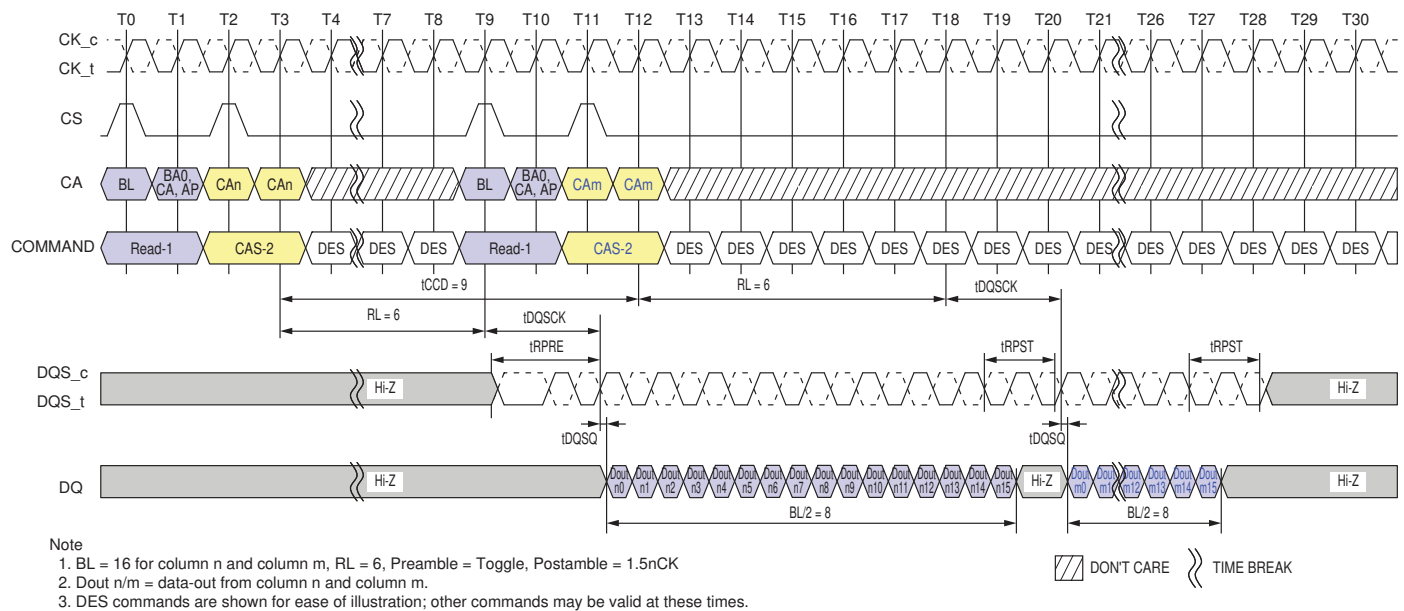 T0 T1 T2 T3 T4 T7 T8 T9 T10 T11 T12 T13 T14 T15 T16 T17 T18 T19 T20 T21 T26 T27 T28 T29 T30
CK_c
CK_t
CS
CA BL BA0, CA, AP CAn CAn BL BA0, CA, AP CAm CAm
COMMAND Read-1 CAS-2 DES DES DES Read-1 CAS-2 DES DES DES DES DES DES DES DES DES DES DES DES DES DES
tCCD = 9 RL = 6 tDQSCK
RL = 6 tDQSCK
tRPRE tRPST tRPST
DQS_c
DQS_t
Hi-Z Hi-Z
tDQSQ tDQSQ
DQ Hi-Z Dout n0 Dout n1 Dout n2 Dout n3 Dout n4 Dout n5 Dout n6 Dout n7 Dout n8 Dout n9 Dout n10 Dout n11 Dout n12 Dout n13 Dout n14 Dout n15 Hi-Z Dout m0 Dout m1 Dout m12 Dout m13 Dout m14 Dout m15 Hi-Z
BL/2 = 8 BL/2 = 8
Note
1. BL = 16 for column n and column m, RL = 6, Preamble = Toggle, Postamble = 1.5nCK
2. Dout n/m = data-out from column n and column m.
3. DES commands are shown for ease of illustration; other commands may be valid at these times.
DON'T CARE TIME BREAK